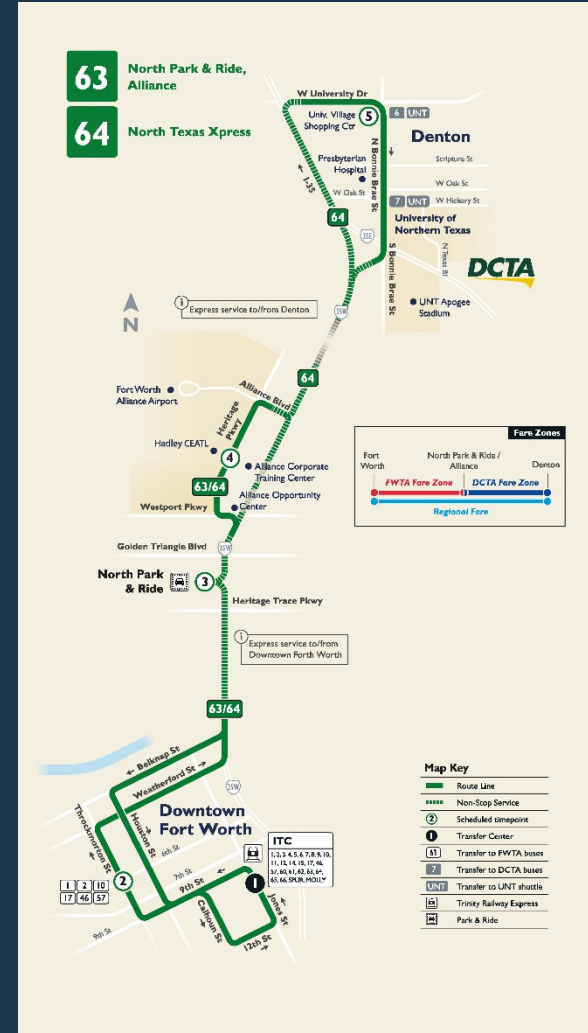 63
North Park & Ride,
Alliance
64
North Texas Xpress
W University Dr
Univ. Village
Shopping Ctr
5
6 UNT
Denton
Presbyterian
Hospital
N Bonnie Brae St
Scripture St
W Oak St
W Oak St
I-35
7 UNT
W Hickory St
University of
Northern Texas
64
35E
S Bonnie Brae St
N Texas Bl
DCTA
UNT Apogee
Stadium
N
i
Express service to/from Denton
35W
64
Fort Worth
Alliance Airport
Alliance Blvd
Heritage
Pkwy
Hadley CEATL
4
Alliance Corporate
Training Center
63/64
Alliance Opportunity
Center
Westport Pkwy
Fare Zones
Fort
Worth
North Park & Ride /
Alliance
Denton
FWTA Fare Zone
DCTA Fare Zone
Regional Fare
Golden Triangle Blvd
35W
North Park
& Ride
3
Heritage Trace Pkwy
i
Express service to/from
Downtown Forth Worth
63/64
Belknap St
Weatherford St
35W
Downtown
Fort Worth
Throckmorton St
Houston St
6th St
7th St
9th St
9th St
ITC
1, 2, 3 4, 5, 6, 7, 8, 9, 10,
11, 12, 14, 15, 17, 46,
57, 60, 61, 62, 63, 64,
65, 66, SPUR, MOLLY
1 2 10
17 46 57
2
1
Jones St
Calhoun St
12th St
Map Key
Route Line
Non-Stop Service
2 Scheduled timepoint
1 Transfer Center
61 Transfer to FWTA buses
7 Transfer to DCTA buses
UNT Transfer to UNT shuttle
Trinity Railway Express
Park & Ride